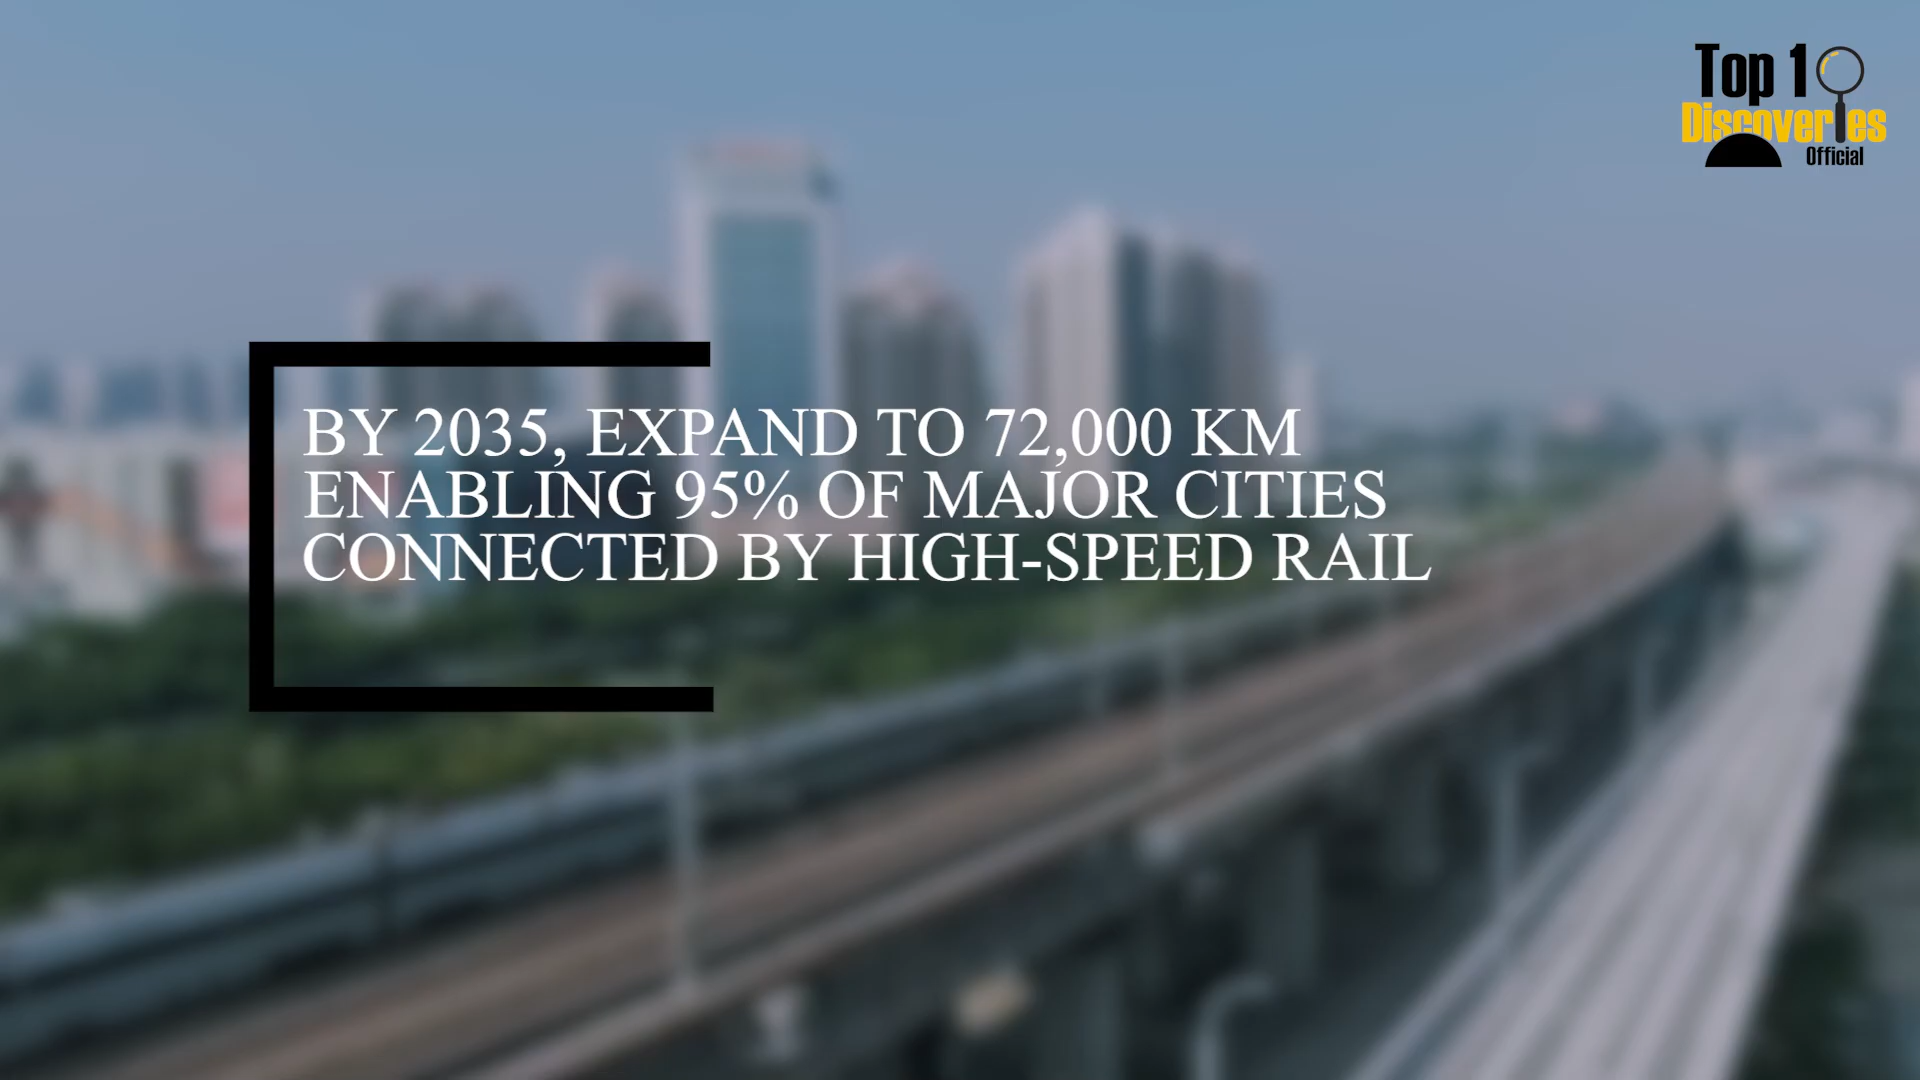 Top 10
Discoveries
Official
BY 2035, EXPAND TO 72,000 KM
ENABLING 95% OF MAJOR CITIES
CONNECTED BY HIGH-SPEED RAIL